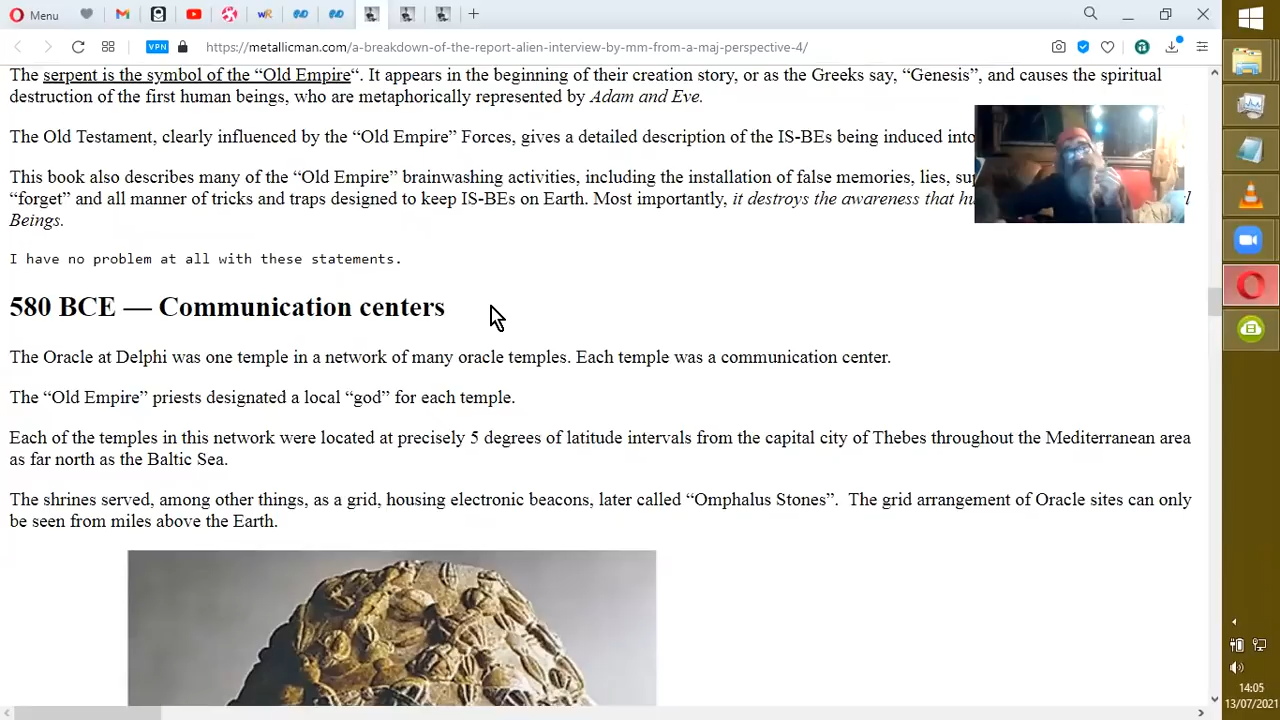 Menu
VPN
https://metallicman.com/a-breakdown-of-the-report-alien-interview-by-mm-from-a-maj-perspective-4/
The serpent is the symbol of the “Old Empire“. It appears in the beginning of their creation story, or as the Greeks say, “Genesis”, and causes the spiritual
destruction of the first human beings, who are metaphorically represented by Adam and Eve.
The Old Testament, clearly influenced by the “Old Empire” Forces, gives a detailed description of the IS-BEs being induced
This book also describes many of the “Old Empire” brainwashing activities, including the installation of false memories, lies,
“forget” and all manner of tricks and traps designed to keep IS-BEs on Earth. Most importantly, it destroys the awareness that
Beings.
I have no problem at all with these statements.
580 BCE — Communication centers
The Oracle at Delphi was one temple in a network of many oracle temples. Each temple was a communication center.
The “Old Empire” priests designated a local “god” for each temple.
Each of the temples in this network were located at precisely 5 degrees of latitude intervals from the capital city of Thebes throughout the Mediterranean area
as far north as the Baltic Sea.
The shrines served, among other things, as a grid, housing electronic beacons, later called “Omphalus Stones”. The grid arrangement of Oracle sites can only
be seen from miles above the Earth.
14:05
13/07/2021